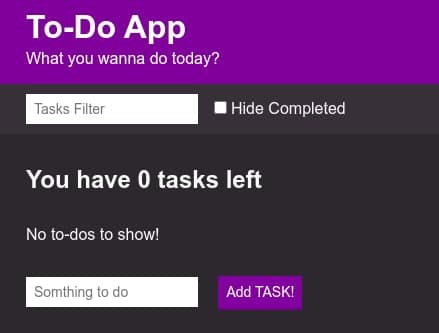 To-Do App
What you wanna do today?
Tasks Filter
Hide Completed
You have 0 tasks left
No to-dos to show!
Somthing to do
Add TASK!